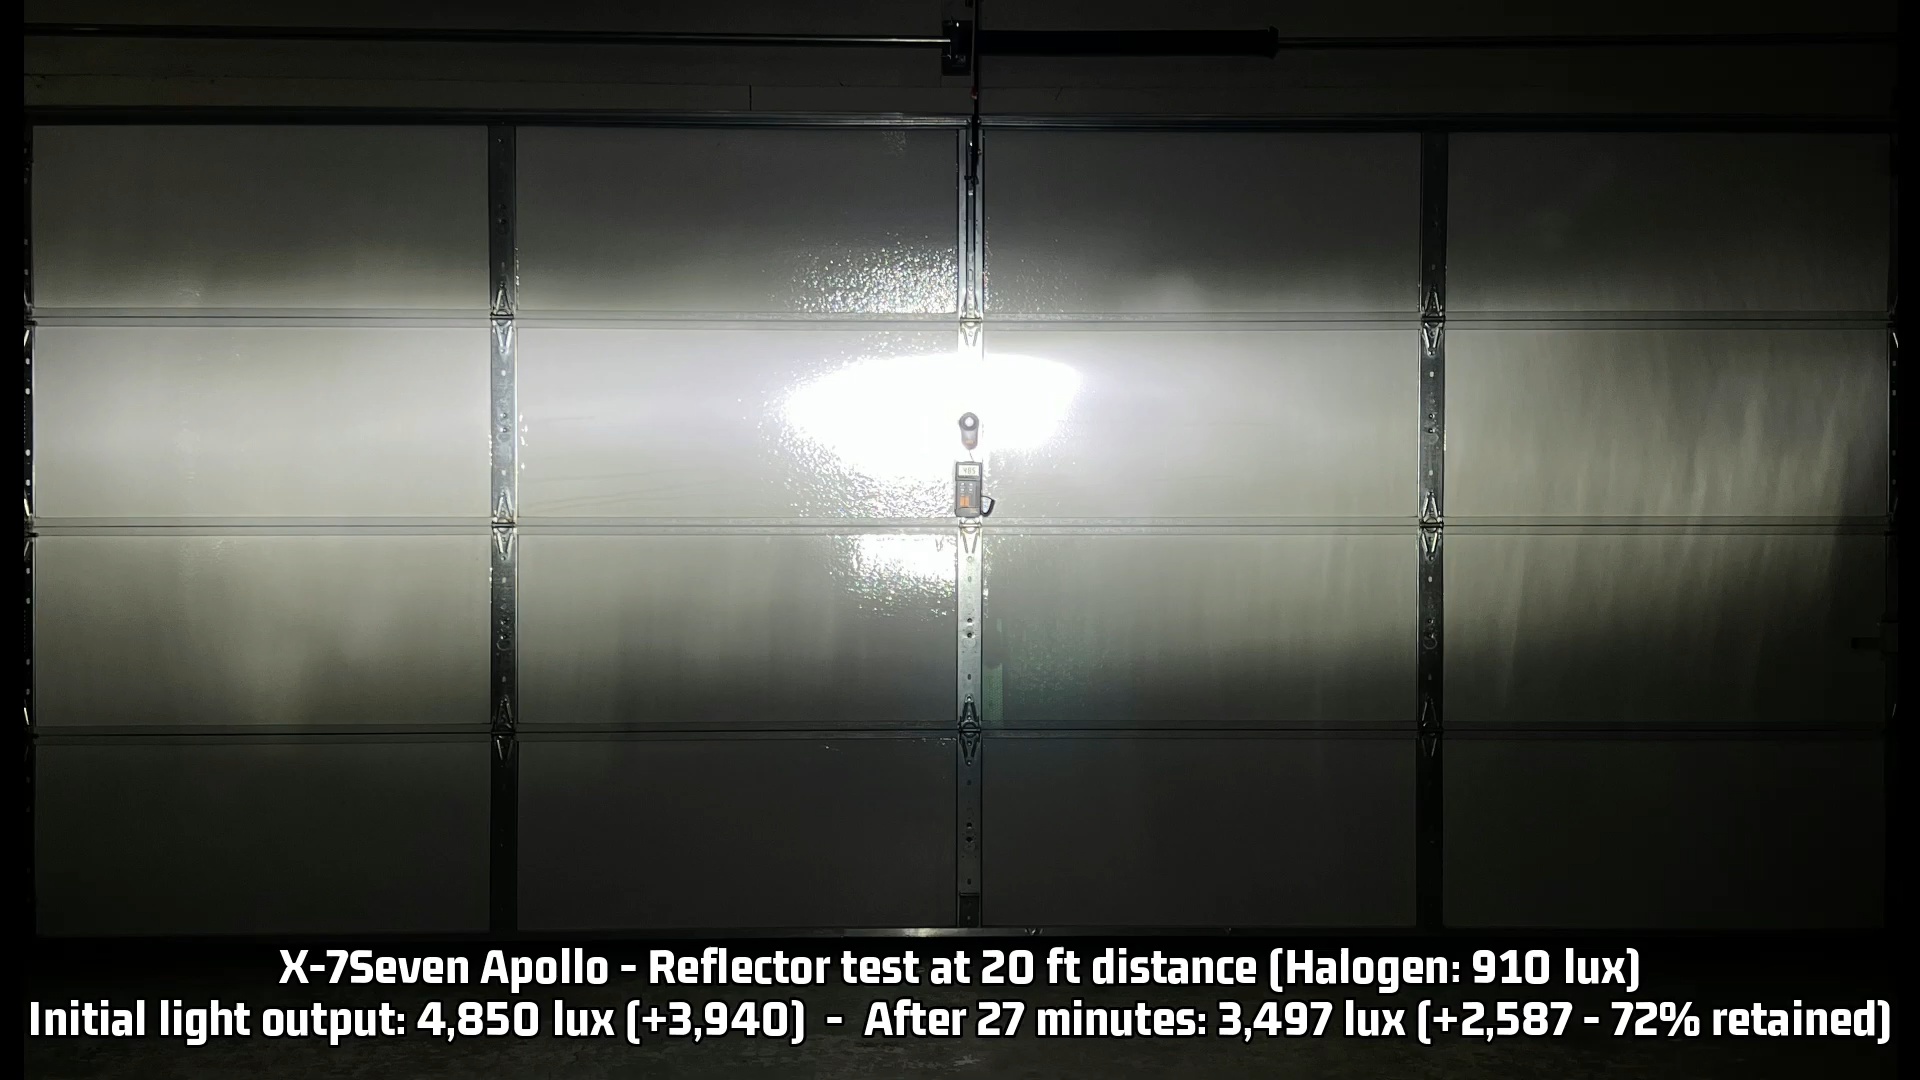 X-7Seven Apollo - Reflector test at 20 ft distance (Halogen: 910 lux)
Initial light output: 4,850 lux (+3,940) - After 27 minutes: 3,497 lux (+2,587 - 72% retained)